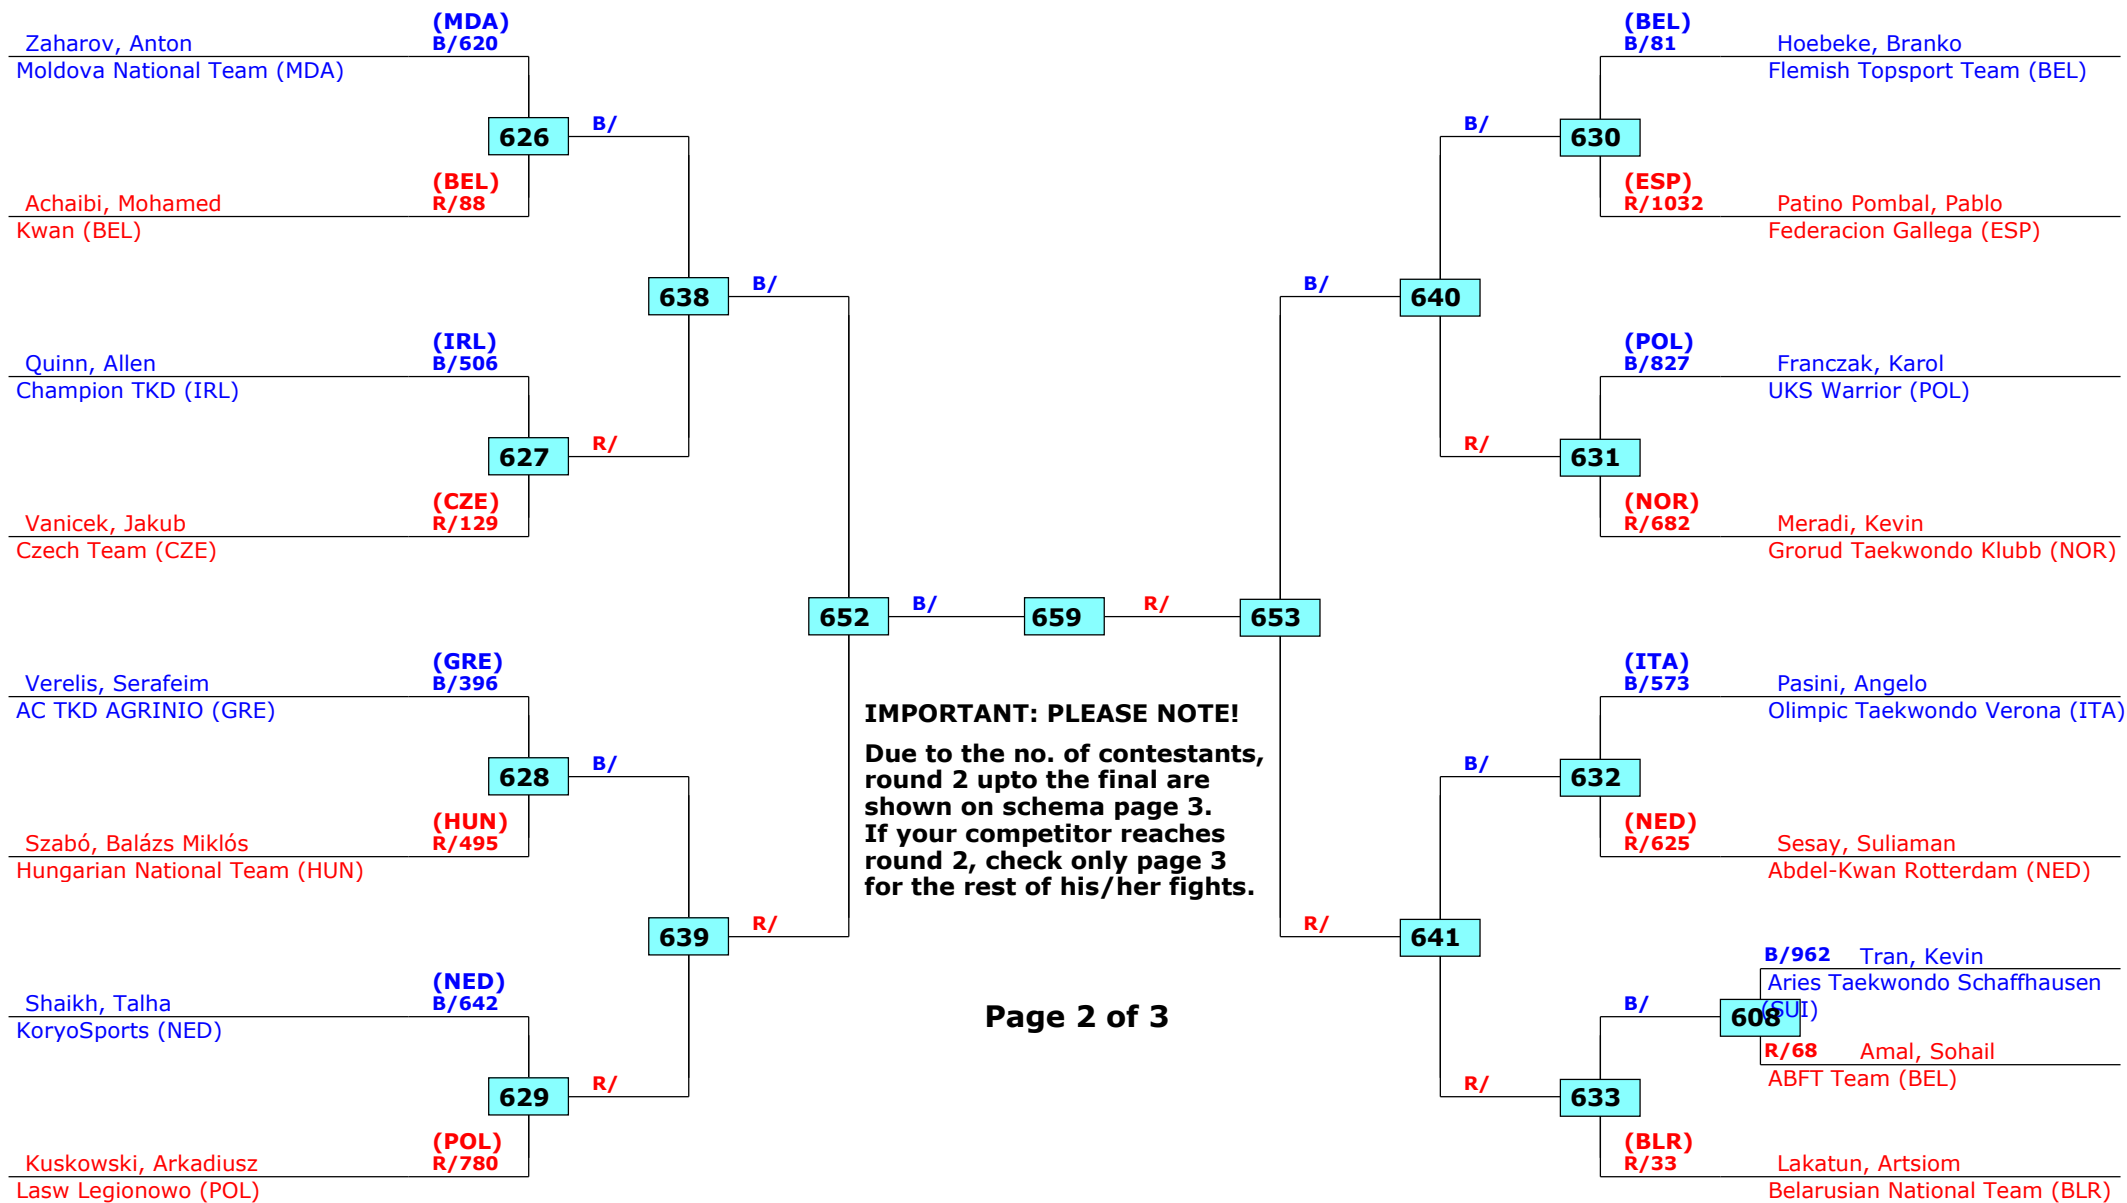 (MDA)
Zaharov, Anton B/620
Moldova National Team (MDA)
626 B/
(BEL)
Achaibi, Mohamed R/88
Kwan (BEL)
638 B/
(IRL)
Quinn, Allen B/506
Champion TKD (IRL)
627 R/
(CZE)
Vanicek, Jakub R/129
Czech Team (CZE)
652 B/
(GRE)
Verelis, Serafeim B/396
AC TKD AGRINIO (GRE)
628 B/
(HUN)
Szabó, Balázs Miklós R/495
Hungarian National Team (HUN)
639 R/
(NED)
Shaikh, Talha B/642
KoryoSports (NED)
629 R/
(POL)
Kuskowski, Arkadiusz R/780
Lasw Legionowo (POL)
659
IMPORTANT: PLEASE NOTE!
Due to the no. of contestants,
round 2 upto the final are
shown on schema page 3.
If your competitor reaches
round 2, check only page 3
for the rest of his/her fights.
Page 2 of 3
(BEL)
B/81 Hoebeke, Branko
Flemish Topsport Team (BEL)
B/ 630
(ESP)
R/1032 Patino Pombal, Pablo
Federacion Gallega (ESP)
B/ 640
(POL)
B/827 Franczak, Karol
UKS Warrior (POL)
R/ 631
(NOR)
R/682 Meradi, Kevin
Grorud Taekwondo Klubb (NOR)
R/ 653
(ITA)
B/573 Pasini, Angelo
Olimpic Taekwondo Verona (ITA)
B/ 632
(NED)
R/625 Sesay, Suliaman
Abdel-Kwan Rotterdam (NED)
R/ 641
B/962 Tran, Kevin
Aries Taekwondo Schaffhausen
(SUI)
B/ 608
R/68 Amal, Sohail
ABFT Team (BEL)
R/ 633
(BLR)
R/33 Lakatun, Artsiom
Belarusian National Team (BLR)